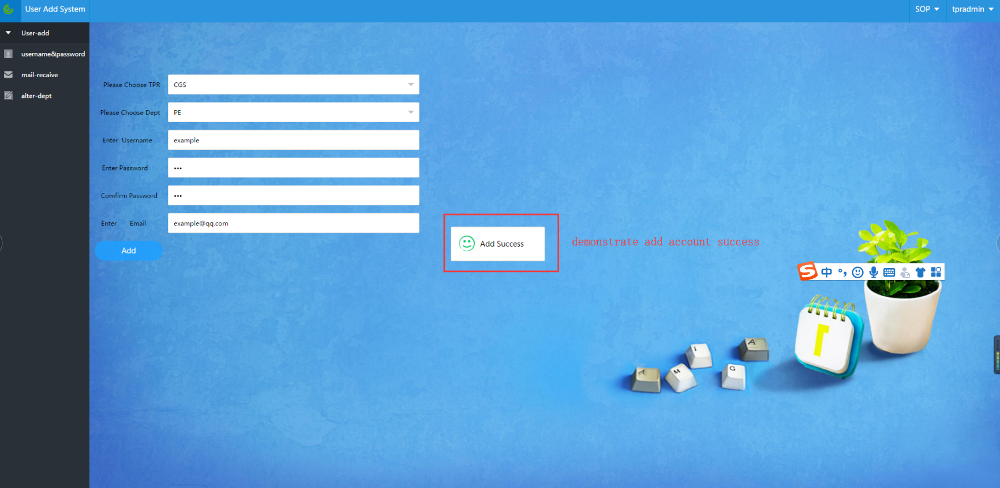 User Add System
SOP
tpradmin
User-add
username&password
mail-recaive
alter-dept
Please Choose TPR
CGS
Please Choose Dept
PE
Enter Username
example
Enter Password
•••
Comfirm Password
•••
Enter Email
example@qq.com
Add
Add Success
demonstrate add account success
S 中 °,
1
I
A
A
M
G